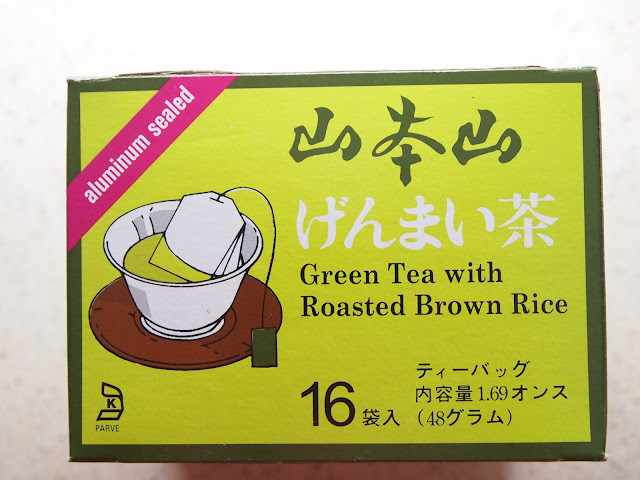 aluminum sealed
山本山
げんまい茶
Green Tea with
Roasted Brown Rice
ティーバッグ
内容量1.69オンス
16袋入(48グラム)
K
PARVE